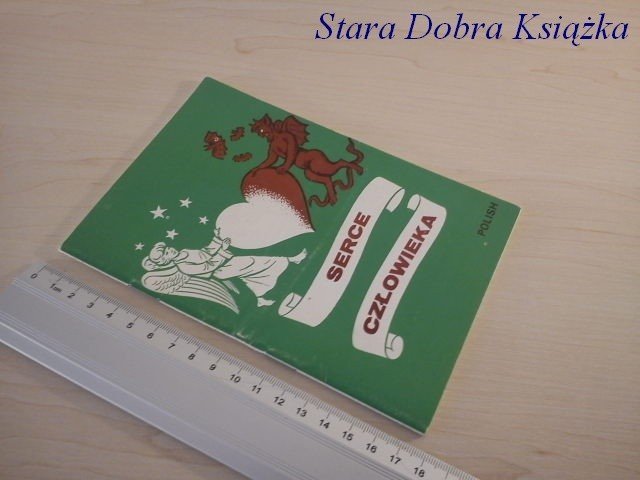 Stara Dobra Książka
SERCE
CZŁOWIEKA
POLISH
0 1cm 2 3 4 5 6 7 8 9 10 11 12 13 14 15 16 17 18